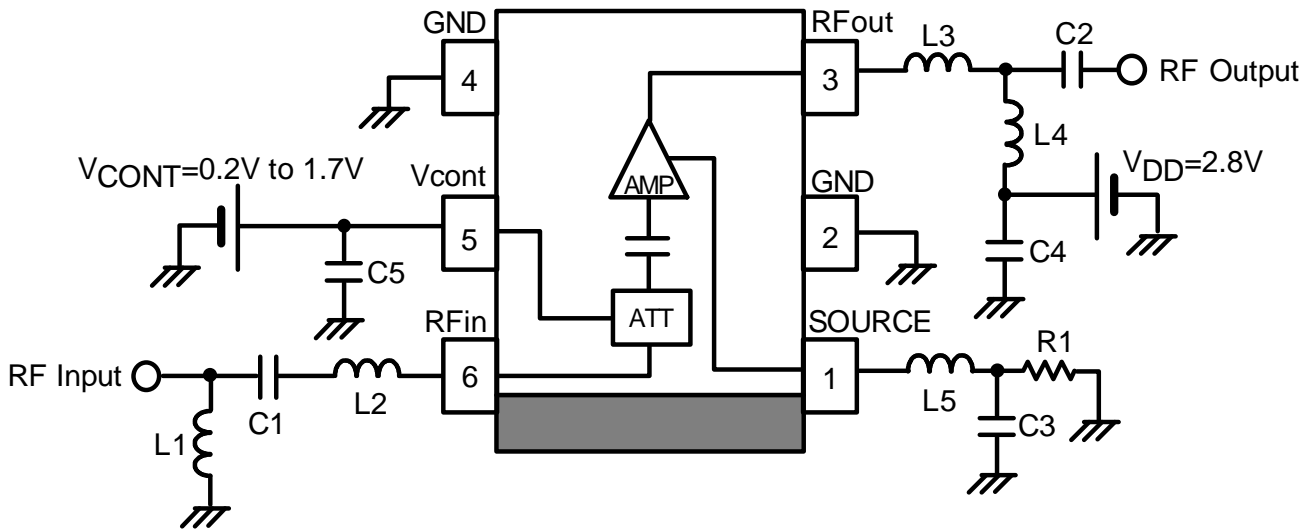 GND
4
RFout
3
L3
C2
RF Output
L4
VDD=2.8V
C4
VCONT=0.2V to 1.7V
Vcont
5
C5
AMP
GND
2
ATT
RFin
6
RF Input
L1
C1
L2
SOURCE
1
L5
R1
C3